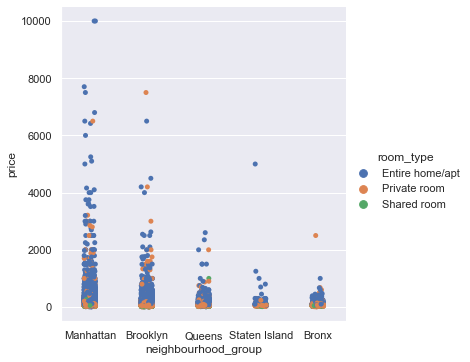 10000
8000
6000
4000
2000
0
price
Manhattan Brooklyn Queens Staten Island Bronx
neighbourhood_group
room_type
Entire home/apt
Private room
Shared room